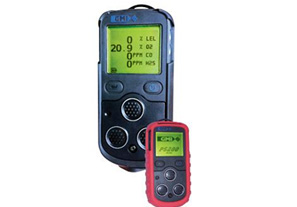 GMI
0 % LEL
20.9 % O2
0 PPM CO
0 PPM H2S
GMI
PS200